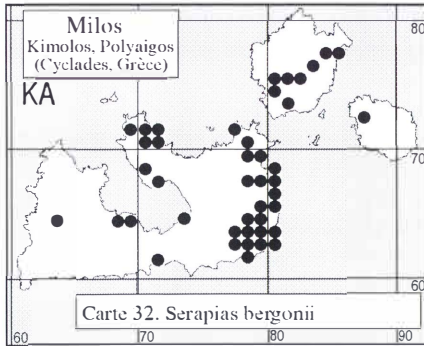 Milos
Kimolos, Polyaigos
(Cyclades, Grèce)
80
KA
70
60
Carte 32. Serapias bergonii
60 70 80 90